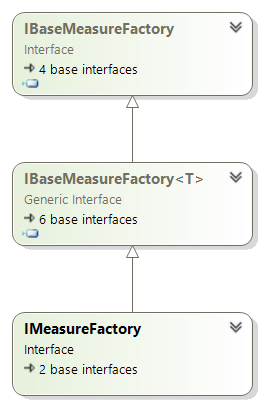 IBaseMeasureFactory
Interface
4 base interfaces
IBaseMeasureFactory<T>
Generic Interface
6 base interfaces
IMeasureFactory
Interface
2 base interfaces